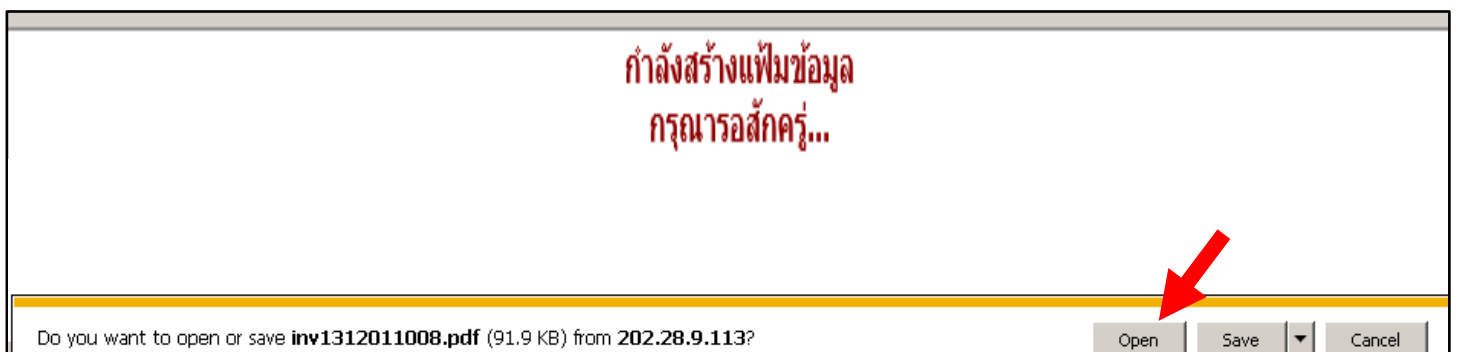 กำลังสร้างแฟ้มข้อมูล
กรุณารอสักครู่...
Do you want to open or save inv1312011008.pdf (91.9 KB) from 202.28.9.113?
Open Save Cancel